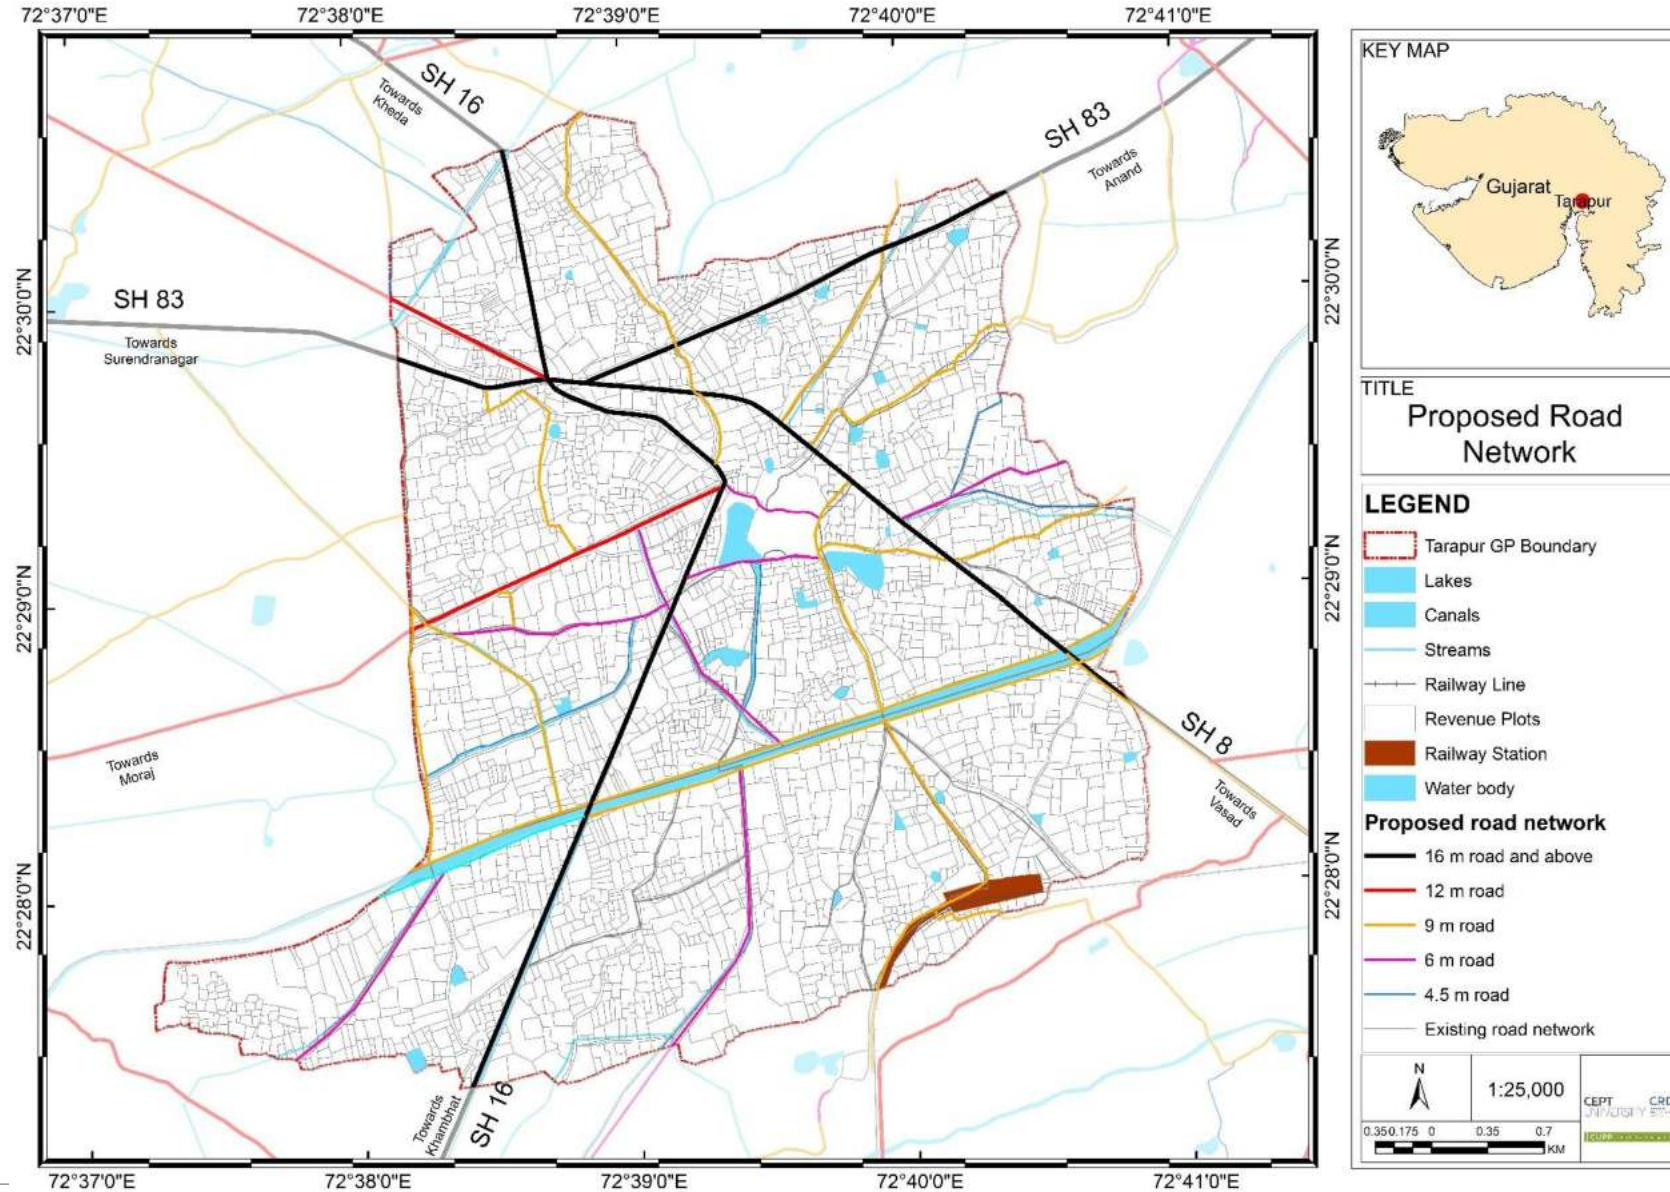 72°37'0"E
72°38'0"E
72°39'0"E
72°40'0"E
72°41'0"E
SH 16
Towards
Kheda
SH 83
Towards
Anand
SH 83
Towards
Surendranagar
22°30'0"N
22°30'0"N
22°29'0"N
22°29'0"N
22°28'0"N
22°28'0"N
Towards
Moraj
SH 8
Towards
Vasad
Towards
Khambhat
SH 16
72°37'0"E
72°38'0"E
72°39'0"E
72°40'0"E
72°41'0"E
KEY MAP
Gujarat
Tarapur
TITLE
Proposed Road
Network
LEGEND
Tarapur GP Boundary
Lakes
Canals
Streams
Railway Line
Revenue Plots
Railway Station
Water body
Proposed road network
16 m road and above
12 m road
9 m road
6 m road
4.5 m road
Existing road network
N
1:25,000
0.35 0.175 0 0.35 0.7
KM
CEPT
UNIVERSITY